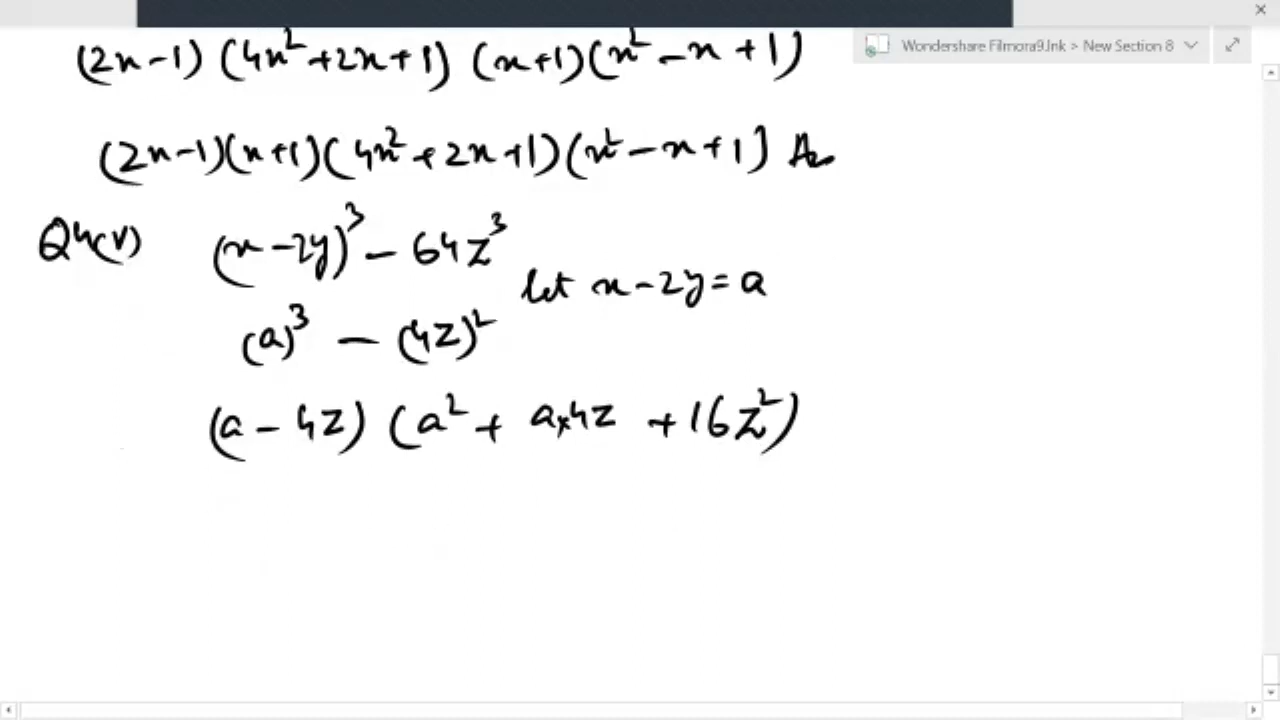 (2x-1) (4x²+2x+1) (x+1)(x²-x+1)
Wondershare Filmora9.lnk > New Section 8
(2x-1)(x+1)(4x²+2x+1)(x²-x+1) As
Q4(v) (x-2y)³ - 64z³
let x-2y=a
(a)³ - (4z)²
(a-4z) (a² + a×4z +16z²)